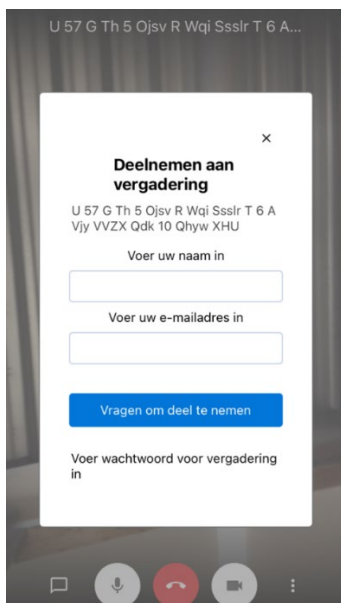 U 57 G Th 5 Ojsv R Wqi Ssslr T 6 A...
Deelnemen aan
vergadering
U 57 G Th 5 Ojsv R Wqi Ssslr T 6 A
Vjy VVZX Qdk 10 Qhyw XHU
Voer uw naam in
Voer uw e-mailadres in
Vragen om deel te nemen
Voer wachtwoord voor vergadering
in